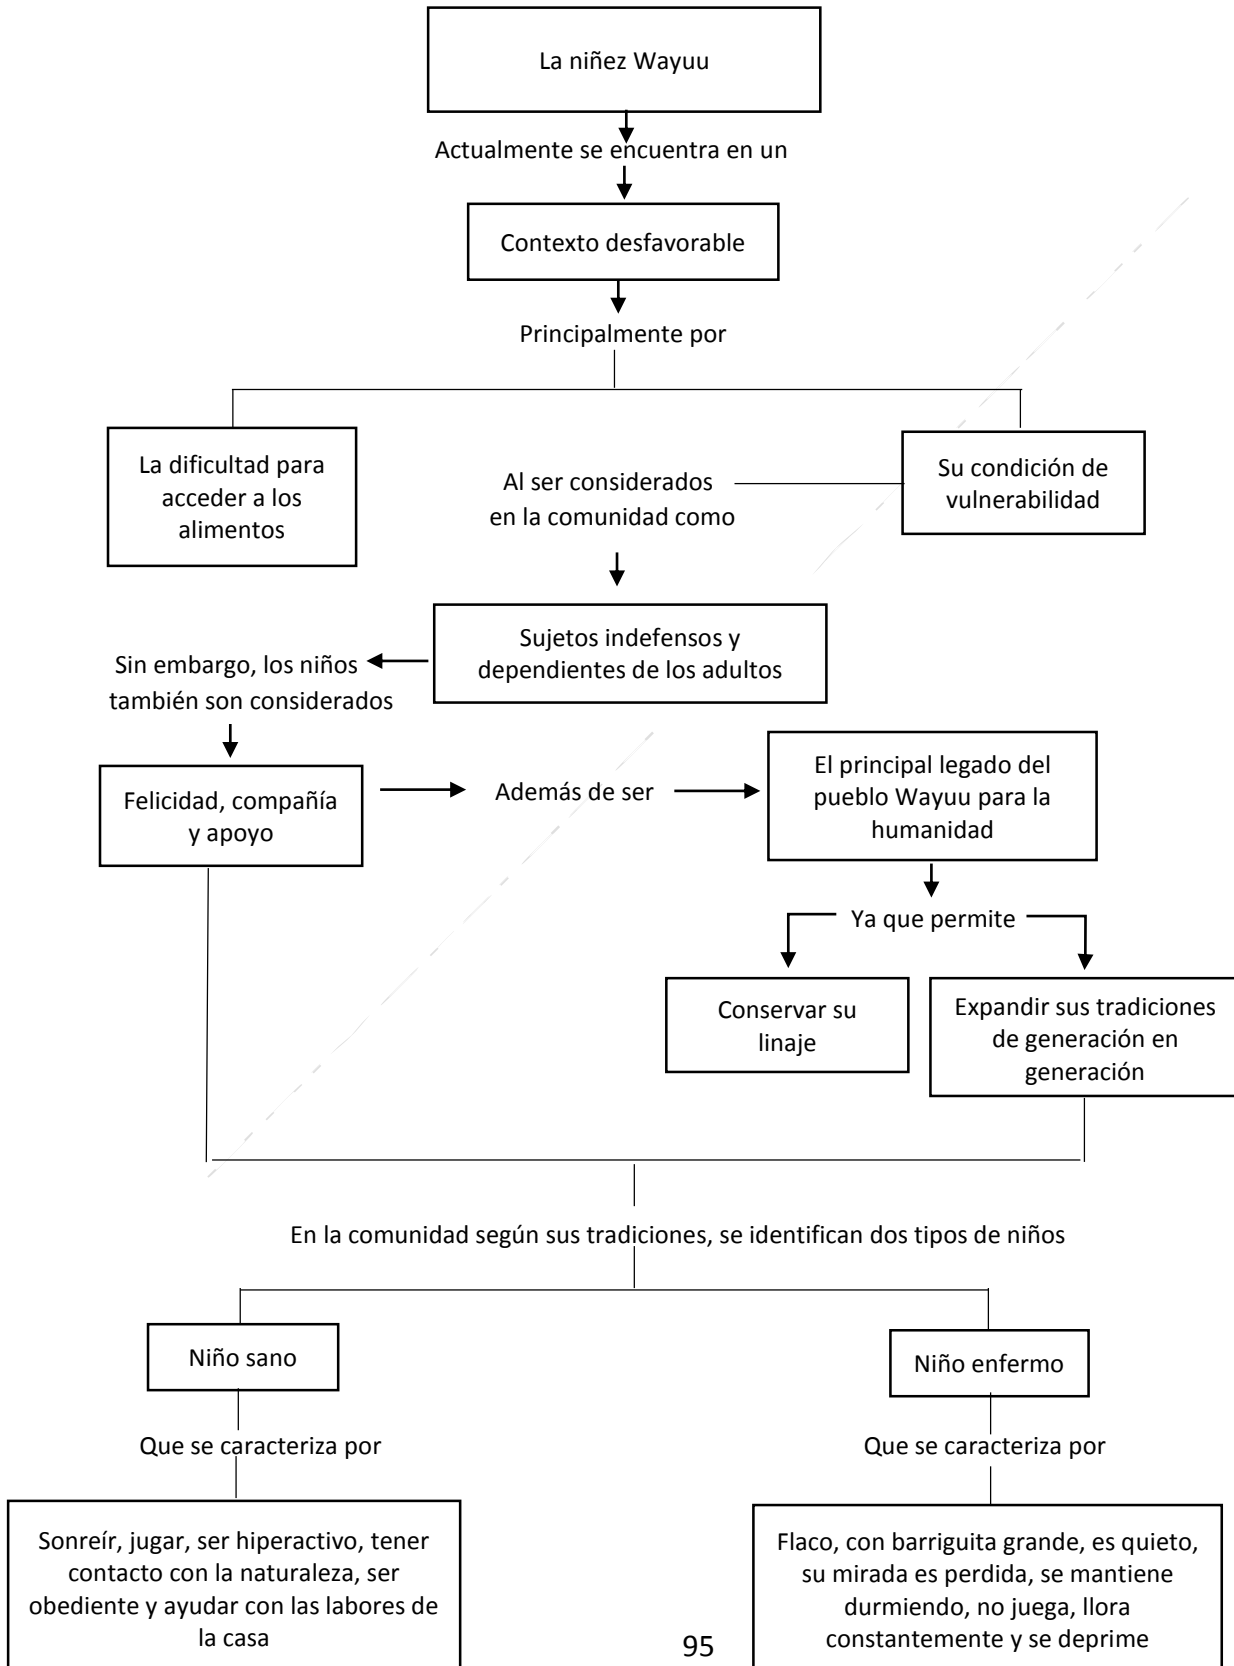 La niñez Wayuu
Actualmente se encuentra en un
Contexto desfavorable
Principalmente por
La dificultad para
acceder a los
alimentos
Al ser considerados
en la comunidad como
Su condición de
vulnerabilidad
Sujetos indefensos y
dependientes de los adultos
Sin embargo, los niños
también son considerados
Felicidad, compañía
y apoyo
Además de ser
El principal legado del
pueblo Wayuu para la
humanidad
Ya que permite
Conservar su
linaje
Expandir sus tradiciones
de generación en
generación
En la comunidad según sus tradiciones, se identifican dos tipos de niños
Niño sano
Niño enfermo
Que se caracteriza por
Que se caracteriza por
Sonreír, jugar, ser hiperactivo, tener
contacto con la naturaleza, ser
obediente y ayudar con las labores de
la casa
Flaco, con barriguita grande, es quieto,
su mirada es perdida, se mantiene
durmiendo, no juega, llora
constantemente y se deprime
95